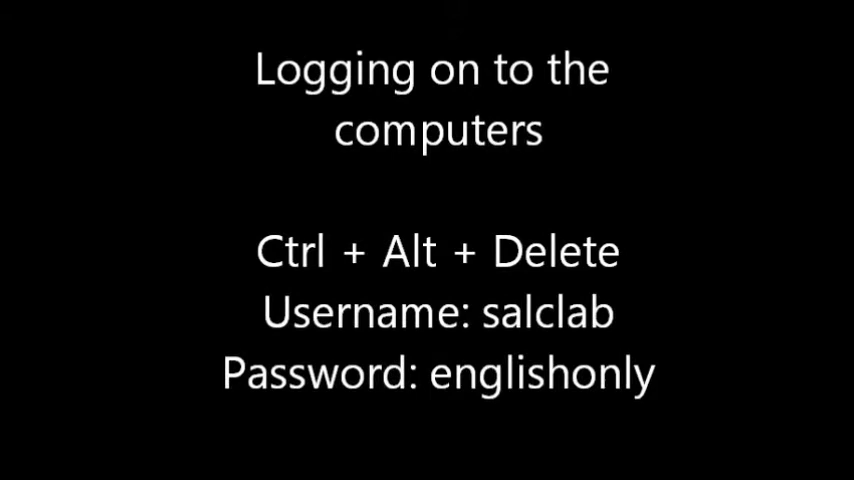 Logging on to the
computers
Ctrl + Alt + Delete
Username: salclab
Password: englishonly